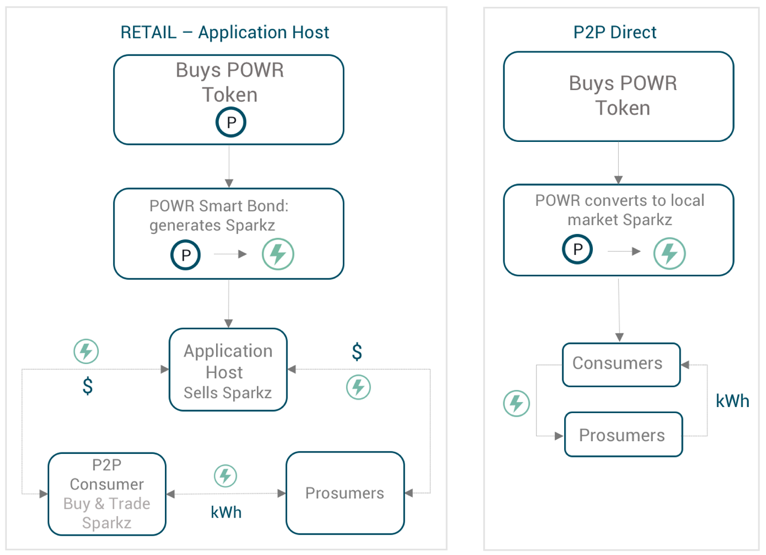 RETAIL – Application Host
Buys POWR
Token
P
POWR Smart Bond:
generates Sparkz
P
Application
Host
Sells Sparkz
$
$
P2P
Consumer
Buy & Trade
Sparkz
kWh
Prosumers
P2P Direct
Buys POWR
Token
POWR converts to local
market Sparkz
P
Consumers
kWh
Prosumers